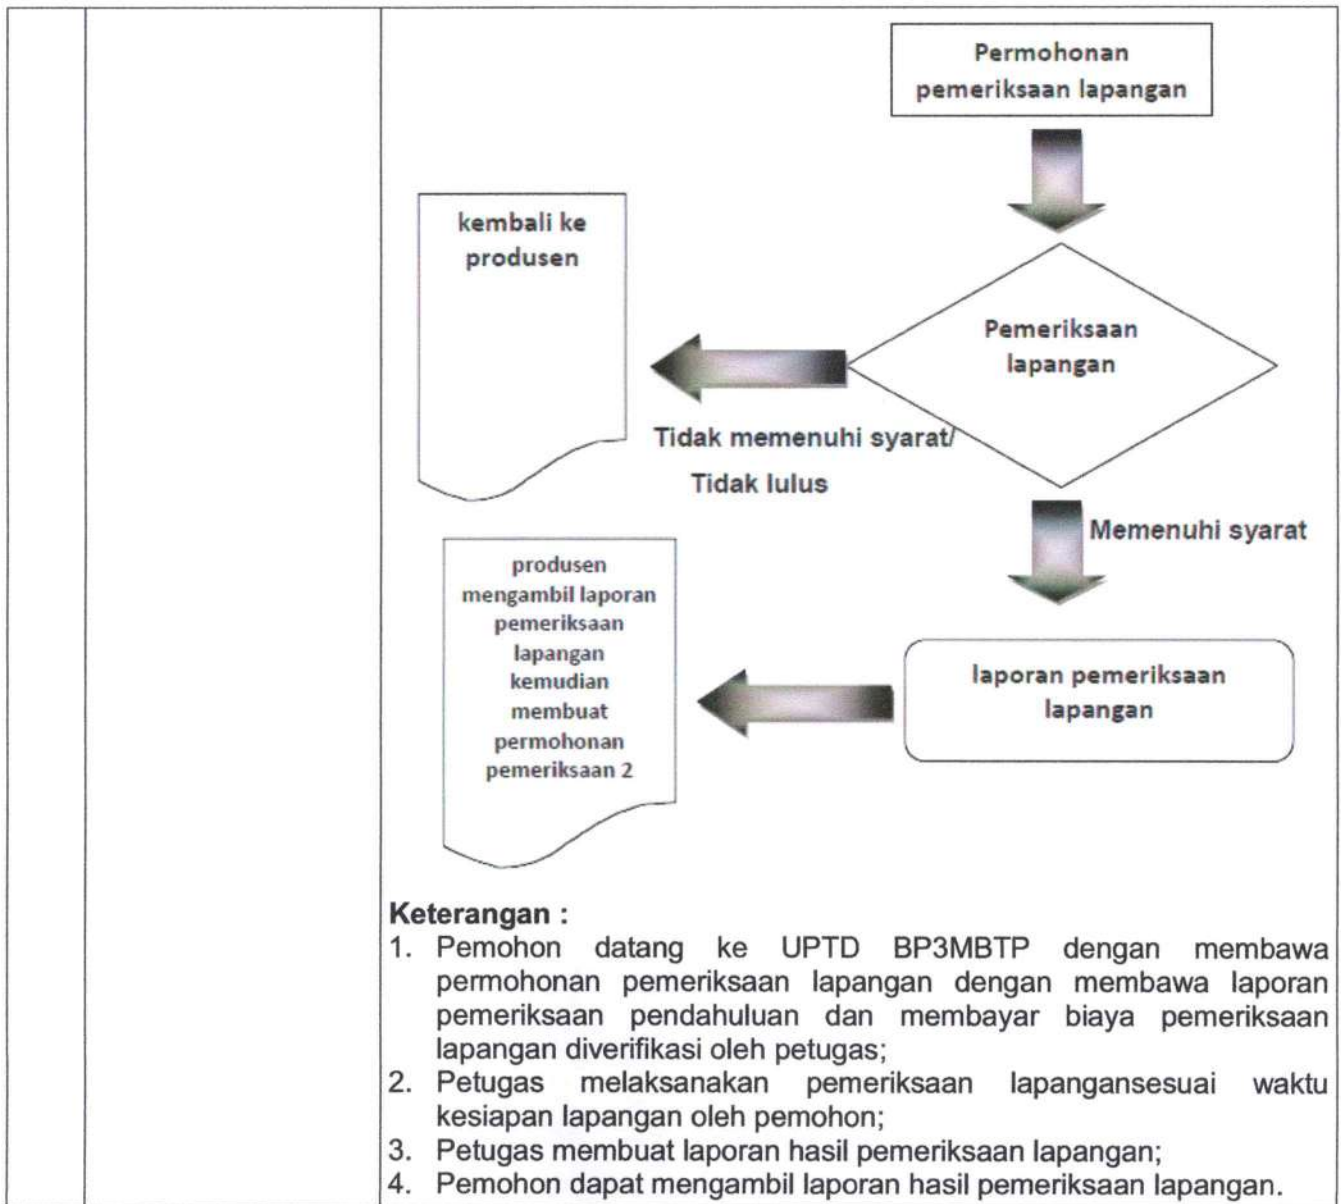 Permohonan
pemeriksaan lapangan
kembali ke
produsen
Pemeriksaan
lapangan
Tidak memenuhi syarat/
Tidak lulus
Memenuhi syarat
produsen
mengambil laporan
pemeriksaan
lapangan
kemudian
membuat
permohonan
pemeriksaan 2
laporan pemeriksaan
lapangan
Keterangan :
1. Pemohon datang ke UPTD BP3MBTP dengan membawa
permohonan pemeriksaan lapangan dengan membawa laporan
pemeriksaan pendahuluan dan membayar biaya pemeriksaan
lapangan diverifikasi oleh petugas;
2. Petugas melaksanakan pemeriksaan lapangansesuai waktu
kesiapan lapangan oleh pemohon;
3. Petugas membuat laporan hasil pemeriksaan lapangan;
4. Pemohon dapat mengambil laporan hasil pemeriksaan lapangan.